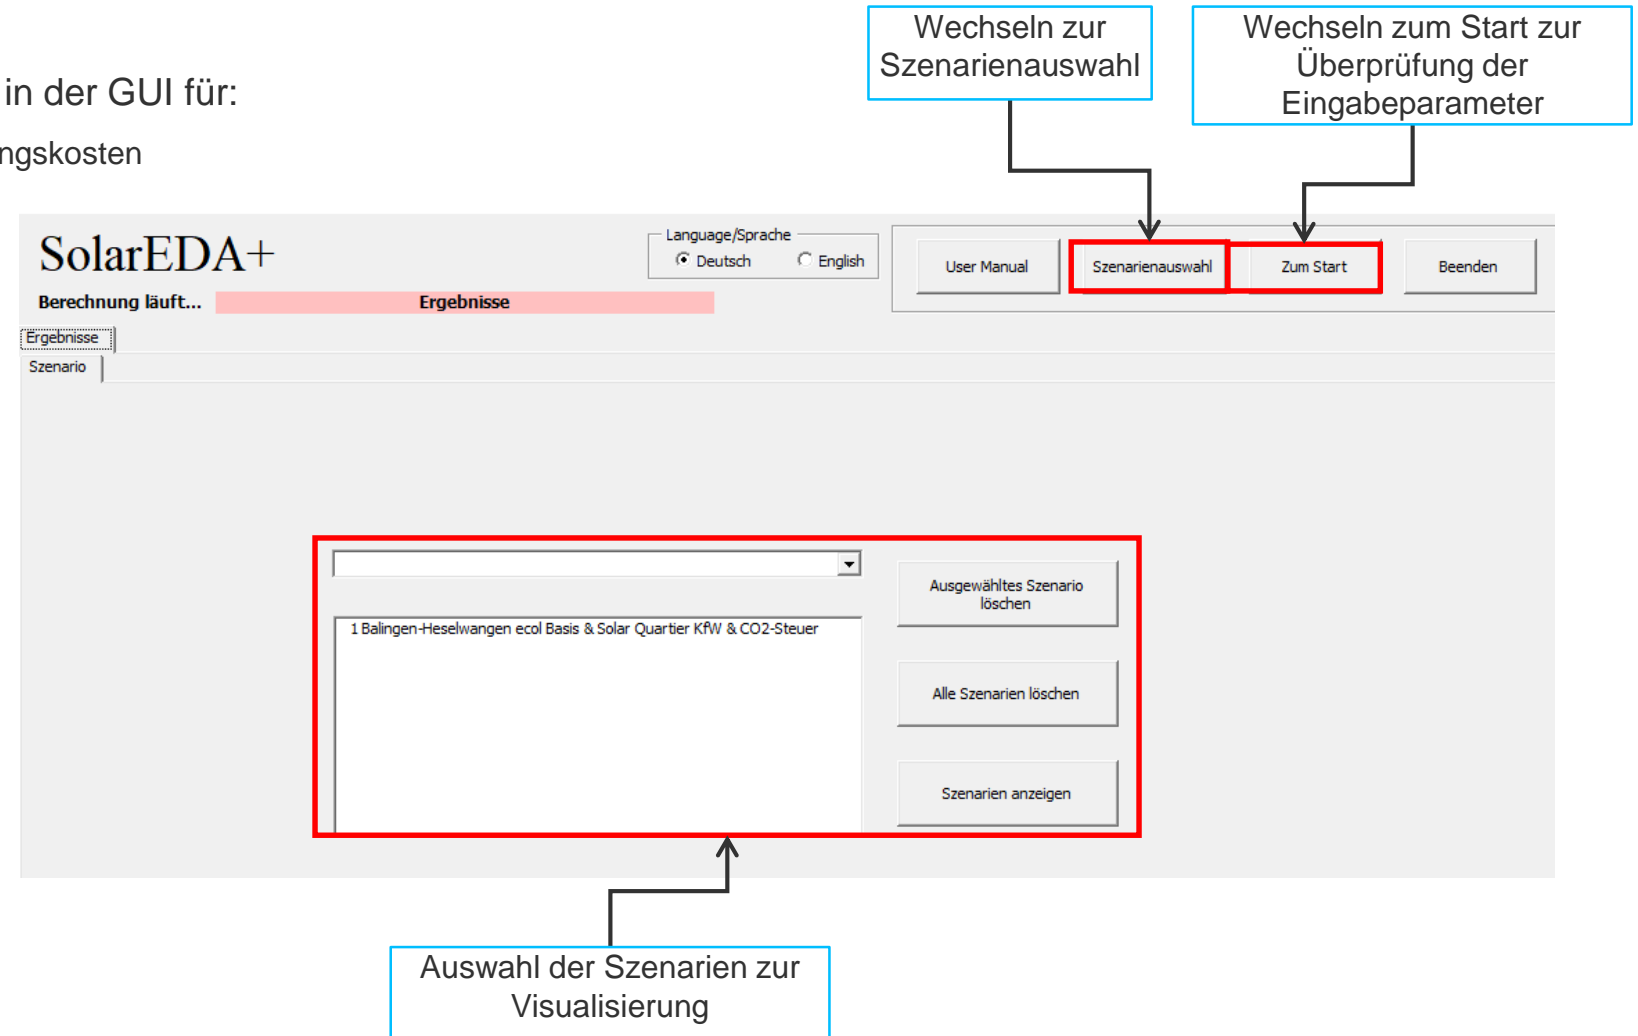 Wechseln zur
Szenarienauswahl
Wechseln zum Start zur
Überprüfung der
Eingabeparameter
in der GUI für:
ngskosten
SolarEDA+
Language/Sprache
Deutsch English
User Manual
Szenarienauswahl
Zum Start
Beenden
Berechnung läuft...
Ergebnisse
Ergebnisse
Szenario
Ausgewähltes Szenario
löschen
1 Balingen-Heselwangen ecol Basis & Solar Quartier KfW & CO2-Steuer
Alle Szenarien löschen
Szenarien anzeigen
Auswahl der Szenarien zur
Visualisierung